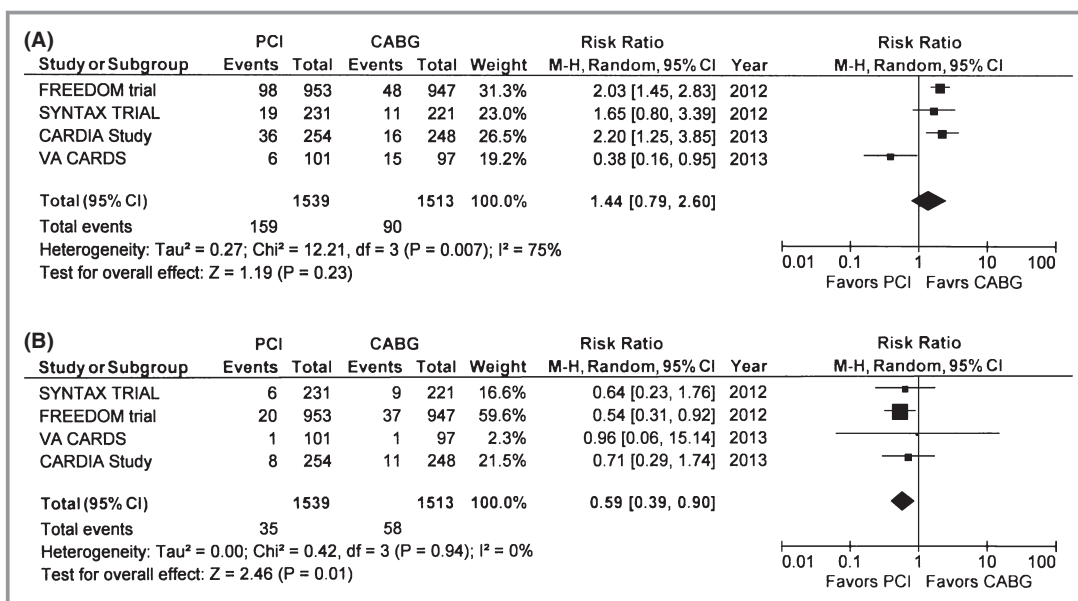 (A)
PCI CABG Risk Ratio Risk Ratio
Study or Subgroup Events Total Events Total Weight M-H, Random, 95% CI Year M-H, Random, 95% CI
FREEDOM trial 98 953 48 947 31.3% 2.03 [1.45, 2.83] 2012
SYNTAX TRIAL 19 231 11 221 23.0% 1.65 [0.80, 3.39] 2012
CARDIA Study 36 254 16 248 26.5% 2.20 [1.25, 3.85] 2013
VA CARDS 6 101 15 97 19.2% 0.38 [0.16, 0.95] 2013
Total (95% CI) 1539 1513 100.0% 1.44 [0.79, 2.60]
Total events 159 90
Heterogeneity: Tau² = 0.27; Chi² = 12.21, df = 3 (P = 0.007); I² = 75%
Test for overall effect: Z = 1.19 (P = 0.23)
0.01 0.1 1 10 100
Favors PCI Favrs CABG
(B)
PCI CABG Risk Ratio Risk Ratio
Study or Subgroup Events Total Events Total Weight M-H, Random, 95% CI Year M-H, Random, 95% CI
SYNTAX TRIAL 6 231 9 221 16.6% 0.64 [0.23, 1.76] 2012
FREEDOM trial 20 953 37 947 59.6% 0.54 [0.31, 0.92] 2012
VA CARDS 1 101 1 97 2.3% 0.96 [0.06, 15.14] 2013
CARDIA Study 8 254 11 248 21.5% 0.71 [0.29, 1.74] 2013
Total (95% CI) 1539 1513 100.0% 0.59 [0.39, 0.90]
Total events 35 58
Heterogeneity: Tau² = 0.00; Chi² = 0.42, df = 3 (P = 0.94); I² = 0%
Test for overall effect: Z = 2.46 (P = 0.01)
0.01 0.1 1 10 100
Favors PCI Favors CABG